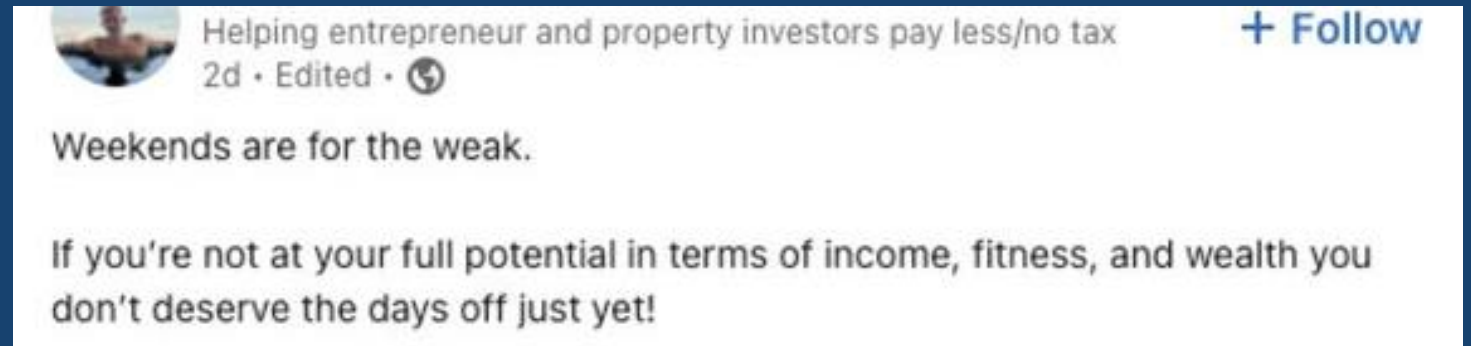 Helping entrepreneur and property investors pay less/no tax
+ Follow
2d • Edited •
Weekends are for the weak.
If you're not at your full potential in terms of income, fitness, and wealth you
don't deserve the days off just yet!